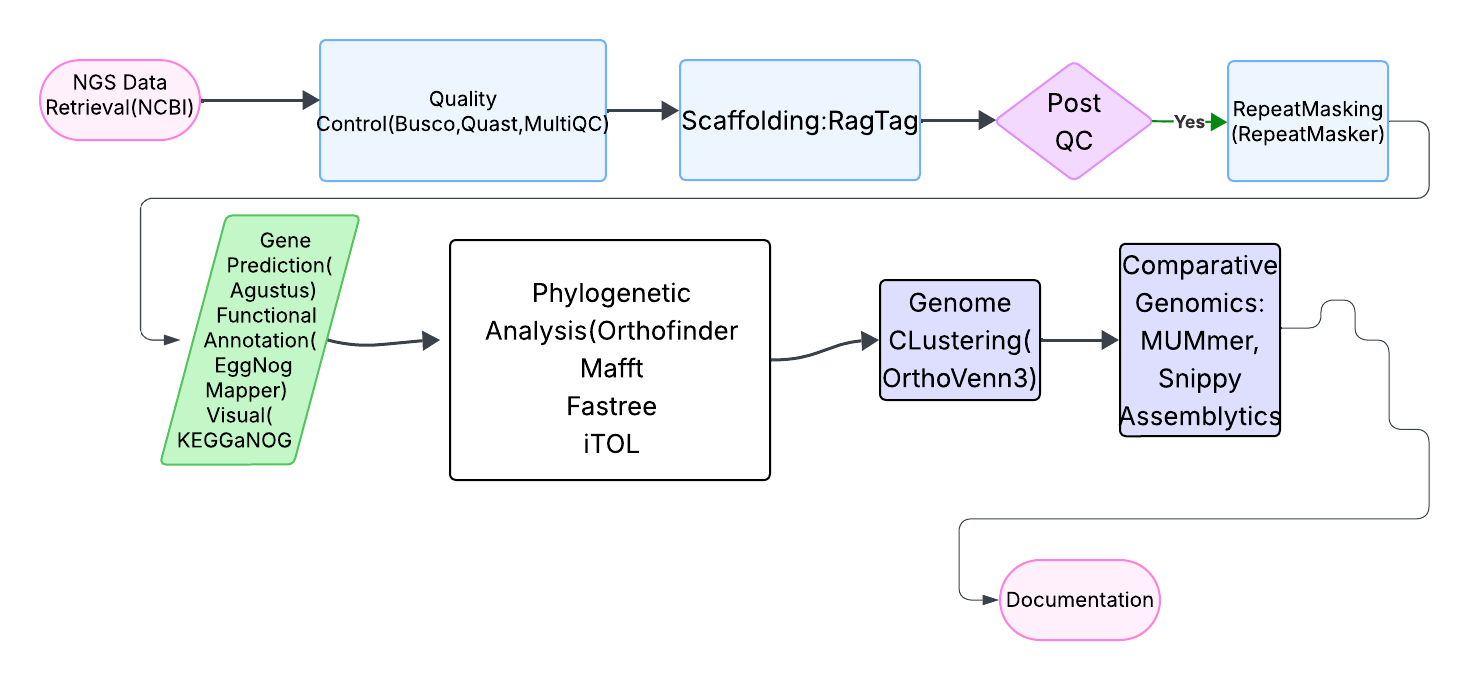 NGS Data
Retrieval(NCBI)
Quality
Control(Busco,Quast,MultiQC)
Scaffolding:RagTag
Post
QC
Yes
RepeatMasking
(RepeatMasker)
Gene
Prediction(
Agustus)
Functional
Annotation(
EggNog
Mapper)
Visual(
KEGGaNOG
Phylogenetic
Analysis(Orthofinder
Mafft
Fastree
iTOL
Genome
CLustering(
OrthoVenn3)
Comparative
Genomics:
MUMmer,
Snippy
Assemblytics
Documentation